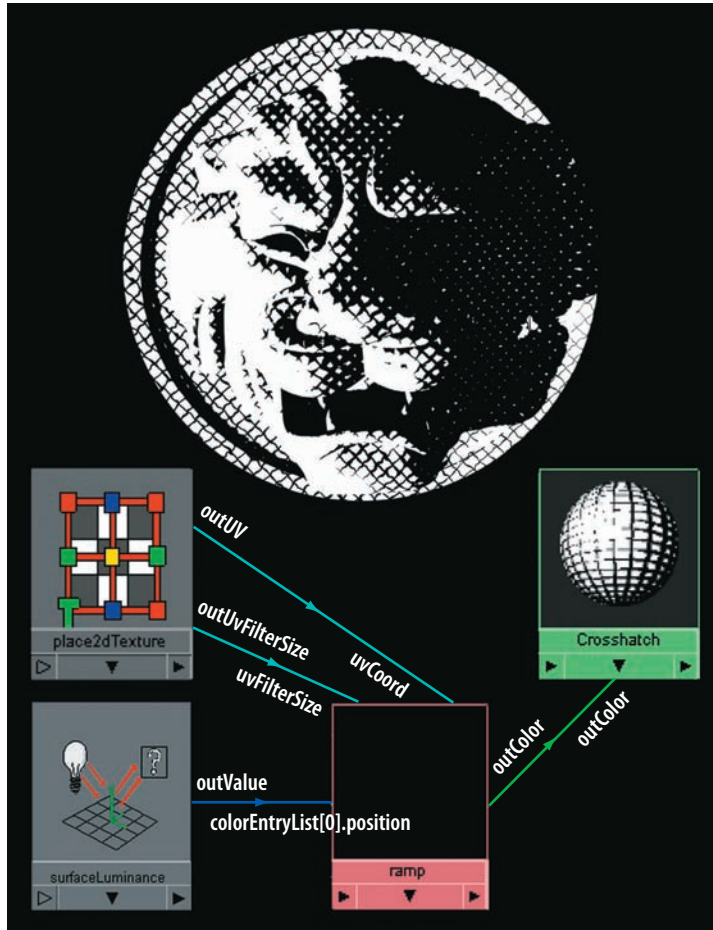 outUV
outUvFilterSize
place2dTexture
uvFilterSize
uvCoord
Crosshatch
outColor
outColor
outValue
colorEntryList[0].position
surfaceLuminance
ramp
?